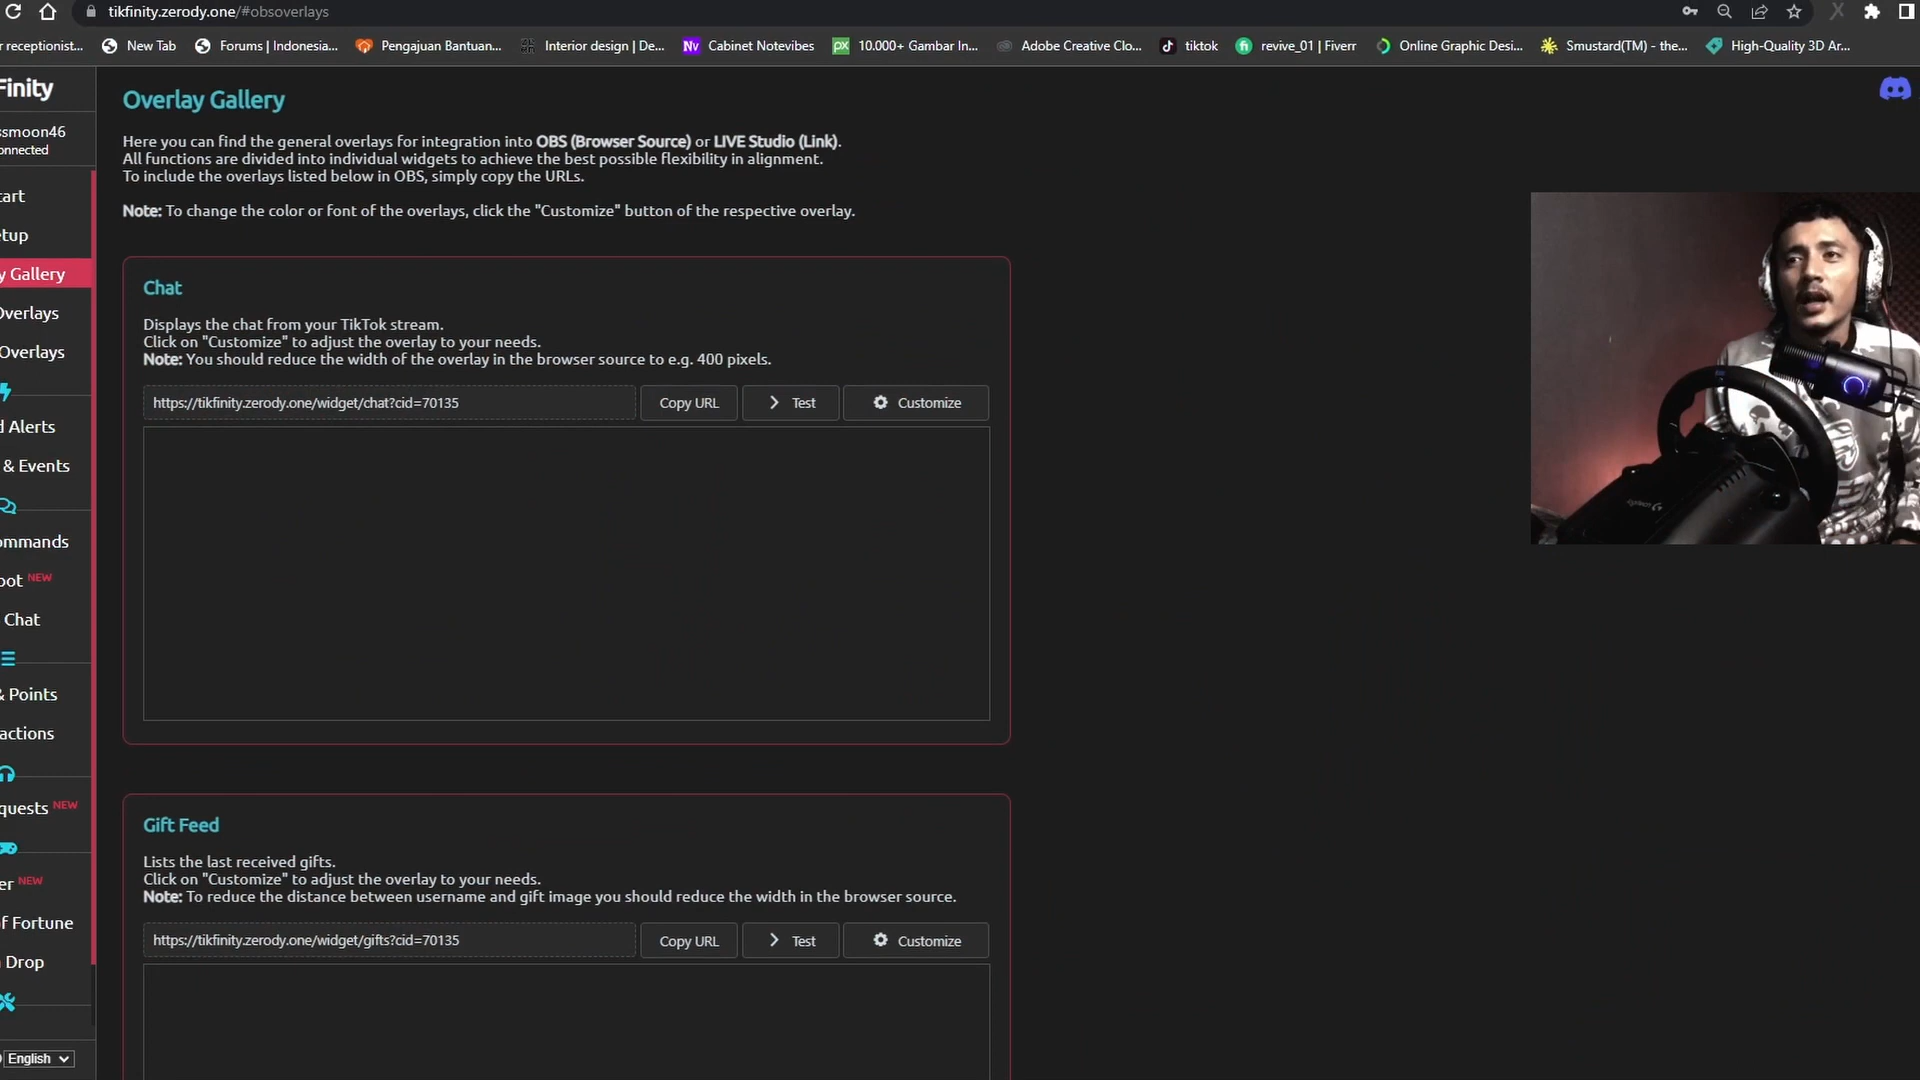 tikfinity.zerody.one/#obsoverlays
r receptionist...
New Tab
Forums | Indonesia...
Pengajuan Bantuan...
Interior design | De...
Nv Cabinet Notevibes
px 10.000+ Gambar In...
Adobe Creative Clo...
tiktok
fi revive_01 | Fiverr
Online Graphic Desi...
Smustard(TM) - the...
High-Quality 3D Ar...
Finity
ssmoon46
onnected
tart
etup
y Gallery
Overlays
Overlays
d Alerts
& Events
ommands
bot NEW
Chat
& Points
actions
quests NEW
er NEW
of Fortune
Drop
English
Overlay Gallery
Here you can find the general overlays for integration into OBS (Browser Source) or LIVE Studio (Link).
All functions are divided into individual widgets to achieve the best possible flexibility in alignment.
To include the overlays listed below in OBS, simply copy the URLs.
Note: To change the color or font of the overlays, click the "Customize" button of the respective overlay.
Chat
Displays the chat from your TikTok stream.
Click on "Customize" to adjust the overlay to your needs.
Note: You should reduce the width of the overlay in the browser source to e.g. 400 pixels.
https://tikfinity.zerody.one/widget/chat?cid=70135
Copy URL
Test
Customize
Gift Feed
Lists the last received gifts.
Click on "Customize" to adjust the overlay to your needs.
Note: To reduce the distance between username and gift image you should reduce the width in the browser source.
https://tikfinity.zerody.one/widget/gifts?cid=70135
Copy URL
Test
Customize